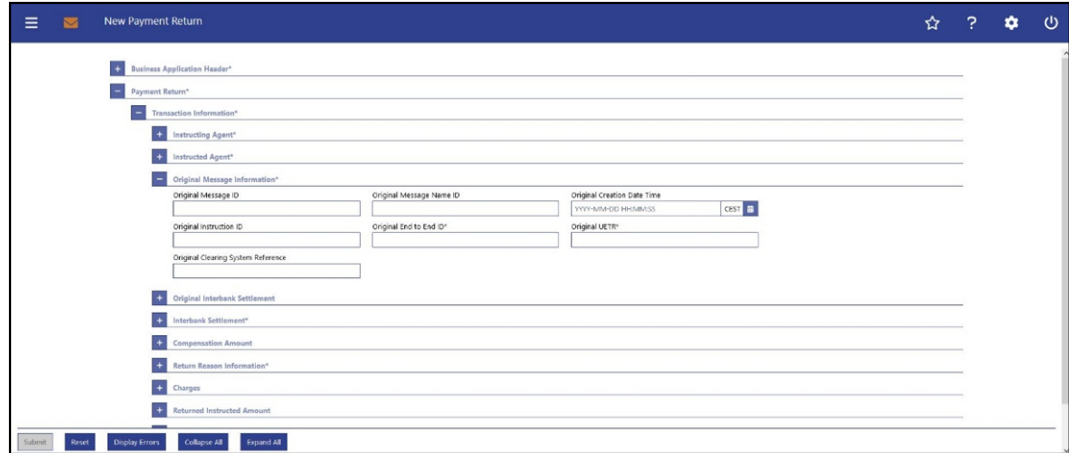 New Payment Return
?
Business Application Header*
Payment Return*
Transaction Information*
Instructing Agent*
Instructed Agent*
Original Message Information*
Original Message ID Original Message Name ID Original Creation Date Time
YYYY-MM-DD HH:MM:SS CEST
Original Instruction ID Original End to End ID* Original UETR*
Original Clearing System Reference
Original Interbank Settlement
Interbank Settlement*
Compensation Amount
Return Reason Information*
Charges
Returned Instructed Amount
Submit Reset Display Errors Collapse All Expand All